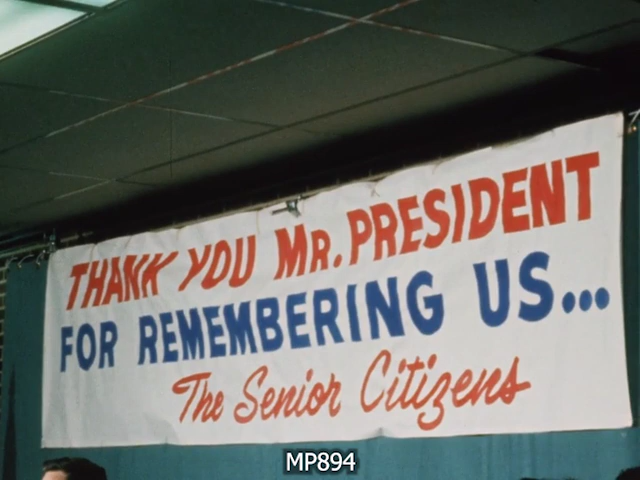 THANK YOU MR. PRESIDENT
FOR REMEMBERING US...
The Senior Citizens
MP894